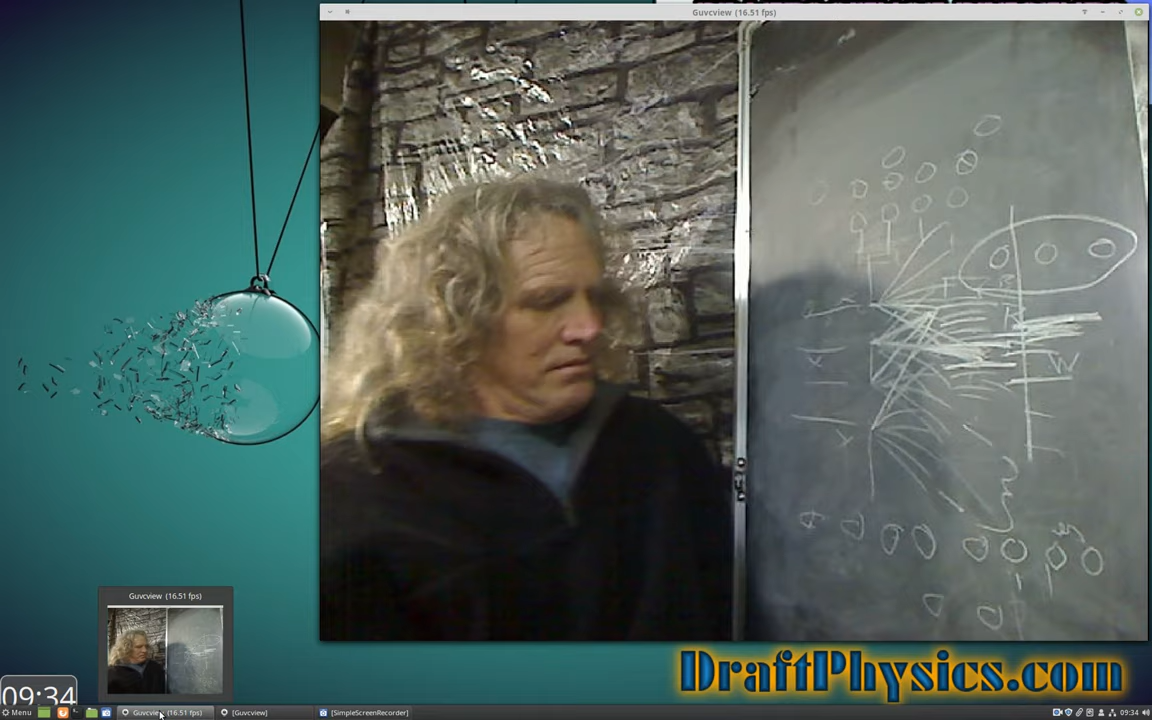 Guvcview (16.51 fps)
W
Guvcview (16.51 fps)
DraftPhysics.com
09:34
Menu
Guvcview (16.51 fps)
[Guvcview]
[SimpleScreenRecorder]
09:34